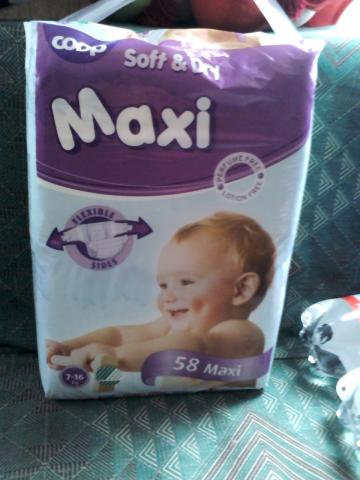 COOP
Soft & Dry
Maxi
PERFUME FREE
LOTION FREE
FLEXIBLE
SIDES
58 Maxi
7-16